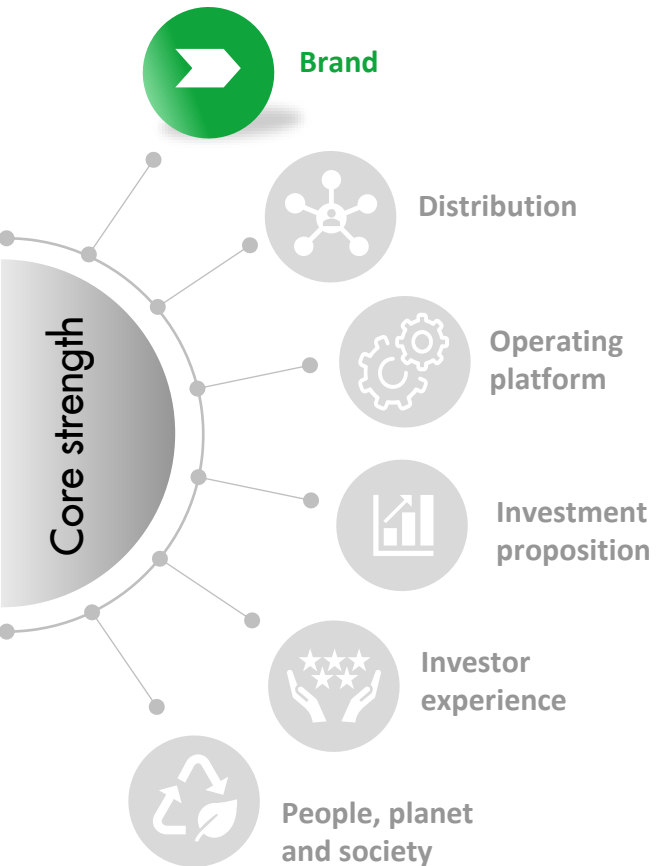 Brand
Distribution
Operating
platform
Core strength
Investment
proposition
Investor
experience
People, planet
and society